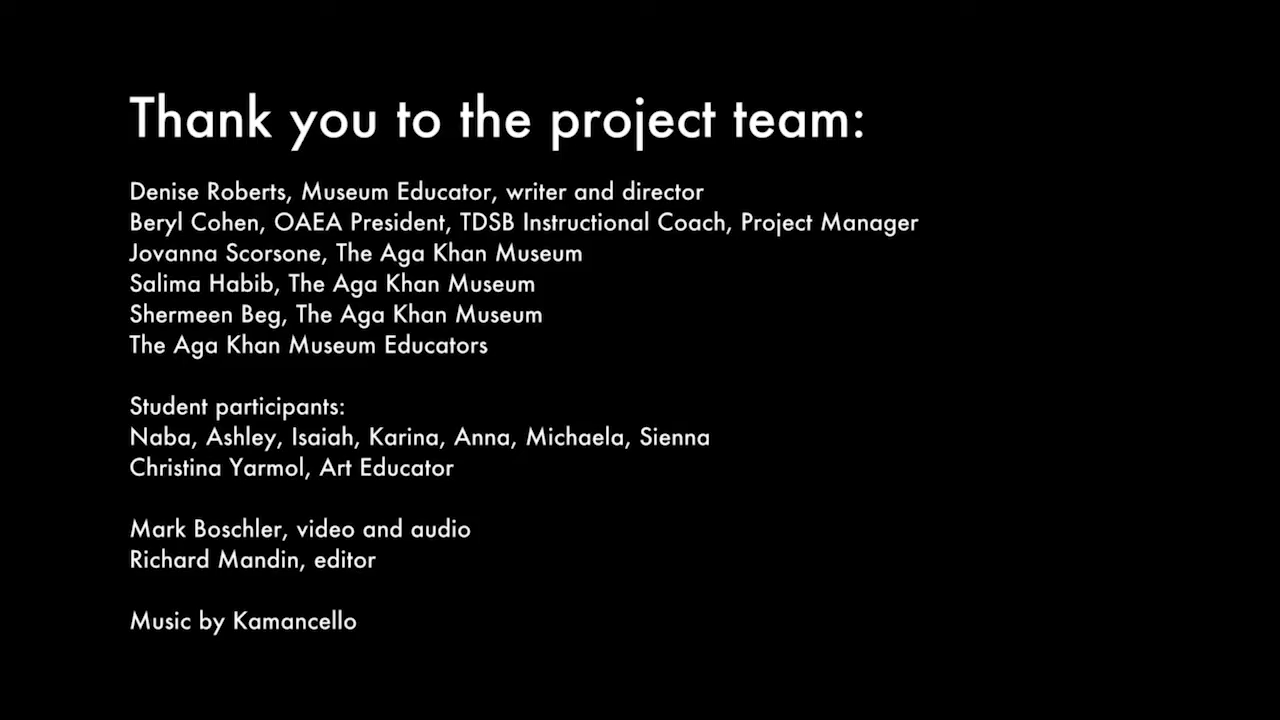 Thank you to the project team:
Denise Roberts, Museum Educator, writer and director
Beryl Cohen, OAEA President, TDSB Instructional Coach, Project Manager
Jovanna Scorsone, The Aga Khan Museum
Salima Habib, The Aga Khan Museum
Shermeen Beg, The Aga Khan Museum
The Aga Khan Museum Educators
Student participants:
Naba, Ashley, Isaiah, Karina, Anna, Michaela, Sienna
Christina Yarmol, Art Educator
Mark Boschler, video and audio
Richard Mandin, editor
Music by Kamancello